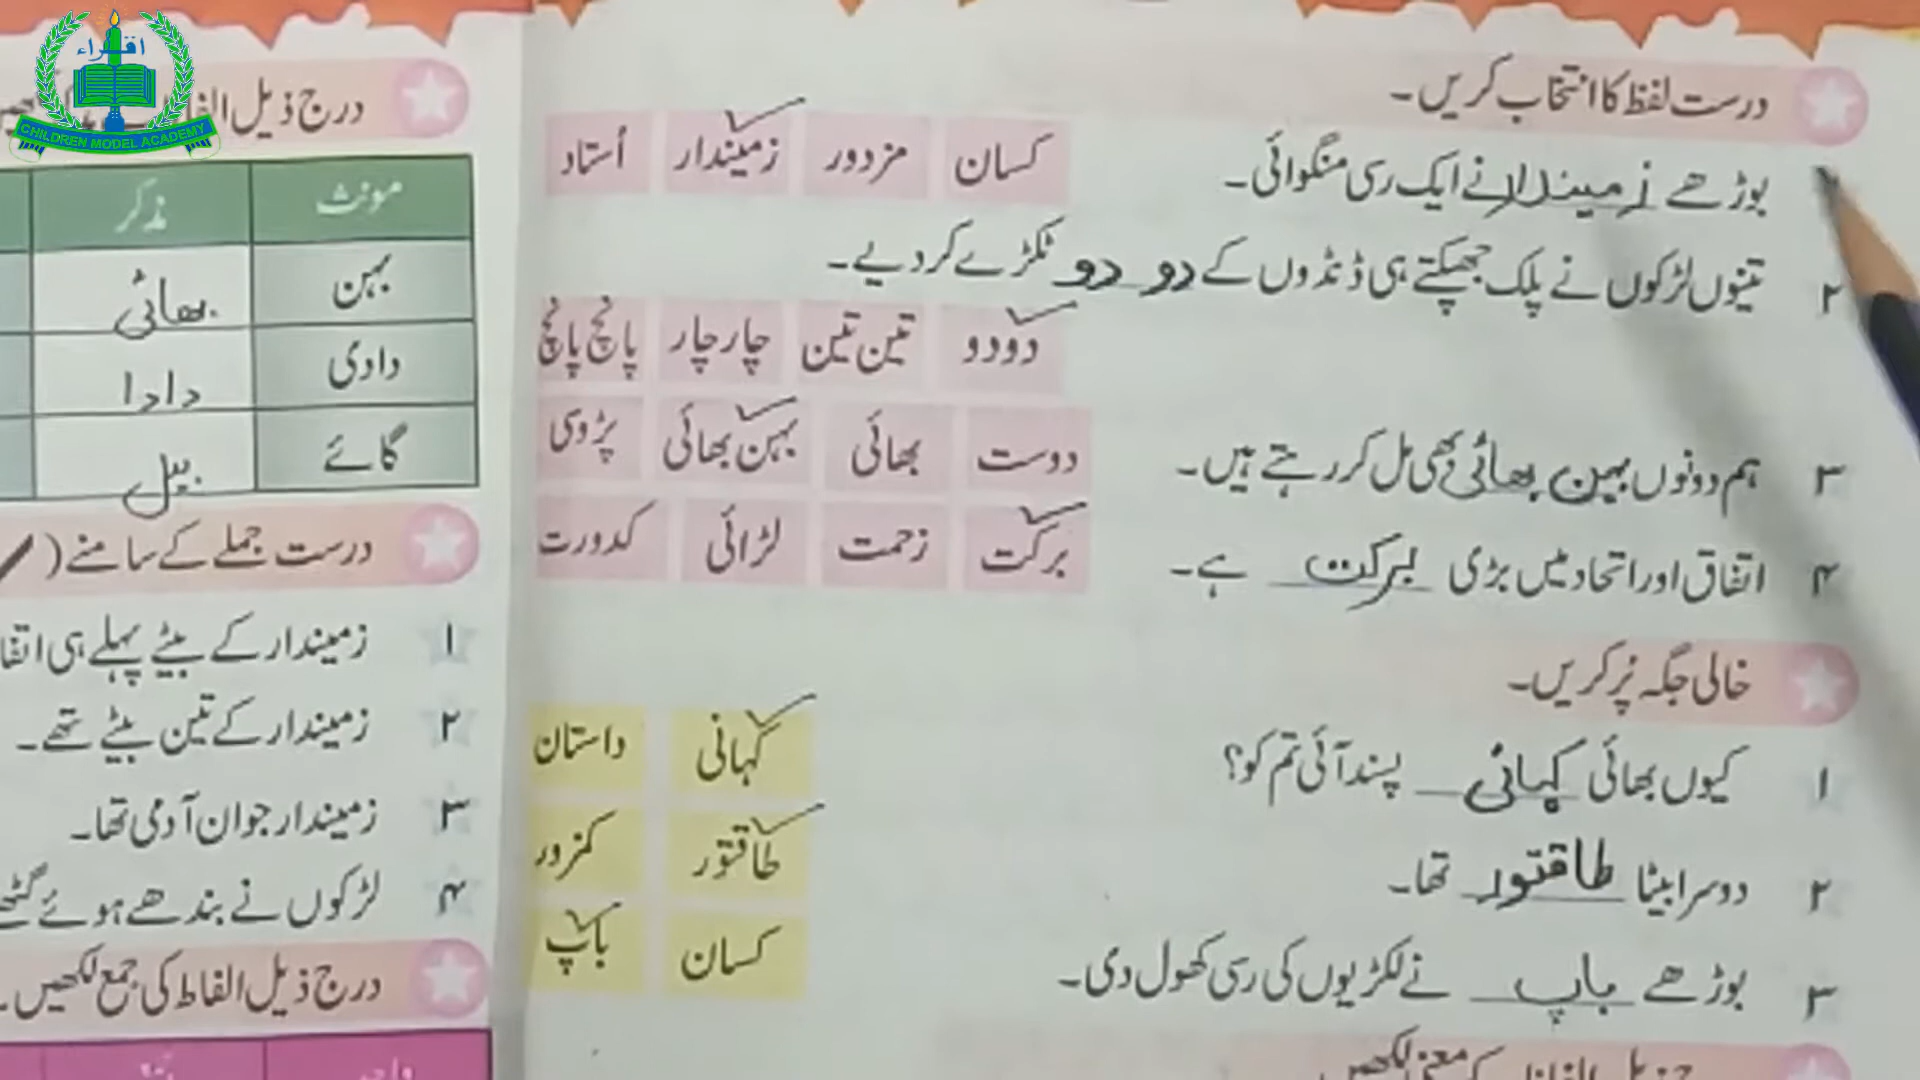 اقراء
CHILDREN MODEL ACADEMY
درست لفظ کا انتخاب کریں۔
بوڑھے زمیندار نے ایک رسی منگوائی۔
کسان مزدور زمیندار اُستاد
۲ تینوں لڑکوں نے پلک جھپکتے ہی ڈنڈوں کے دو دو ٹکڑے کر دیے۔
دو دو تین تین چار چار پانچ پانچ
۳ ہم دونوں بہن بھائی بھی مل کر رہتے ہیں۔
دوست بھائی بہن بھائی پڑوسی
۴ اتفاق اور اتحاد میں بڑی برکت ہے۔
برکت زحمت لڑائی کدورت
خالی جگہ پُر کریں۔
۱ کیوں بھائی کہانی پسند آئی تم کو؟
کہانی داستان
۲ دوسرا بیٹا طاقتور تھا۔
طاقتور کمزور
۳ بوڑھے باپ نے لکڑیوں کی رسی کھول دی۔
کسان باپ
درج ذیل
مونث مذکر
بہن بھائی
دادی دادا
گائے بیل
درست جملے کے سامنے (
۱ زمیندار کے بیٹے پہلے ہی
۲ زمیندار کے تین بیٹے تھے۔
۳ زمیندار جوان آدمی تھا۔
۴ لڑکوں نے بندھے ہوئے
درج ذیل الفاظ کی جمع لکھیں۔